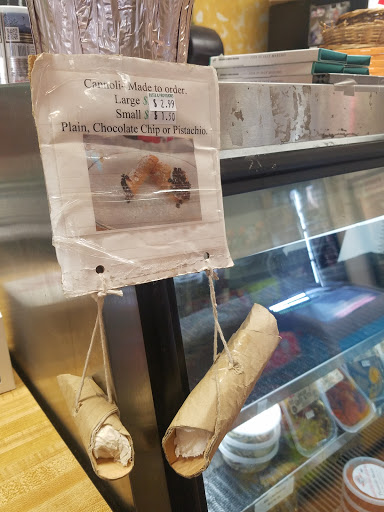 Cannoli- Made to order.
Large $ $ 2.99
Small $ $ 1.50
Plain, Chocolate Chip or Pistachio.